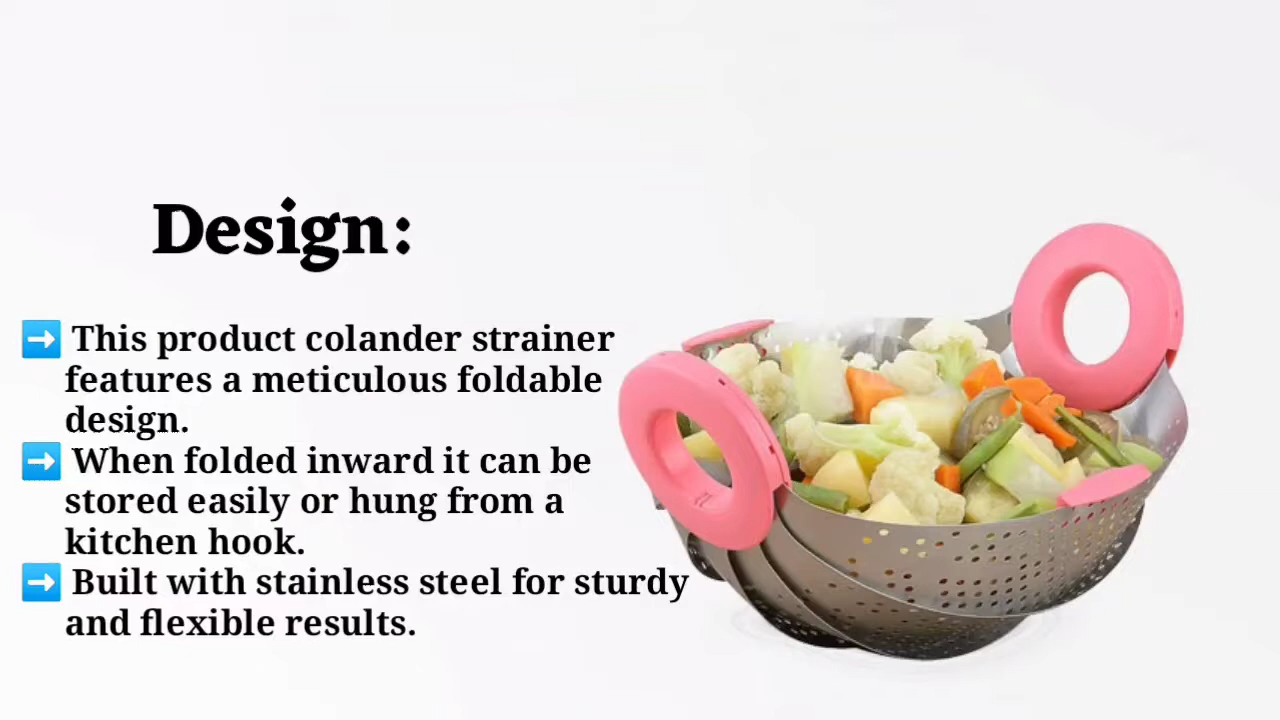 Design:
➡️ This product colander strainer
features a meticulous foldable
design.
➡️ When folded inward it can be
stored easily or hung from a
kitchen hook.
➡️ Built with stainless steel for sturdy
and flexible results.